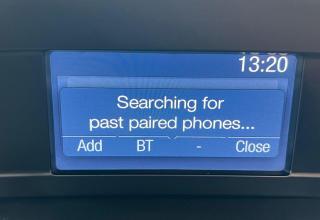 13:20
Searching for
past paired phones...
Add BT - Close